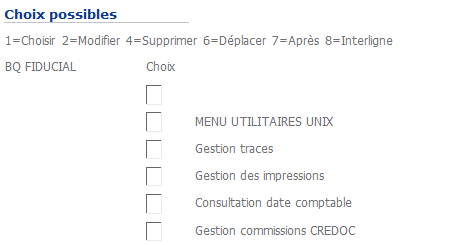 Choix possibles
1=Choisir 2=Modifier 4=Supprimer 6=Déplacer 7=Après 8=Interligne
BQ FIDUCIAL Choix
MENU UTILITAIRES UNIX
Gestion traces
Gestion des impressions
Consultation date comptable
Gestion commissions CREDOC